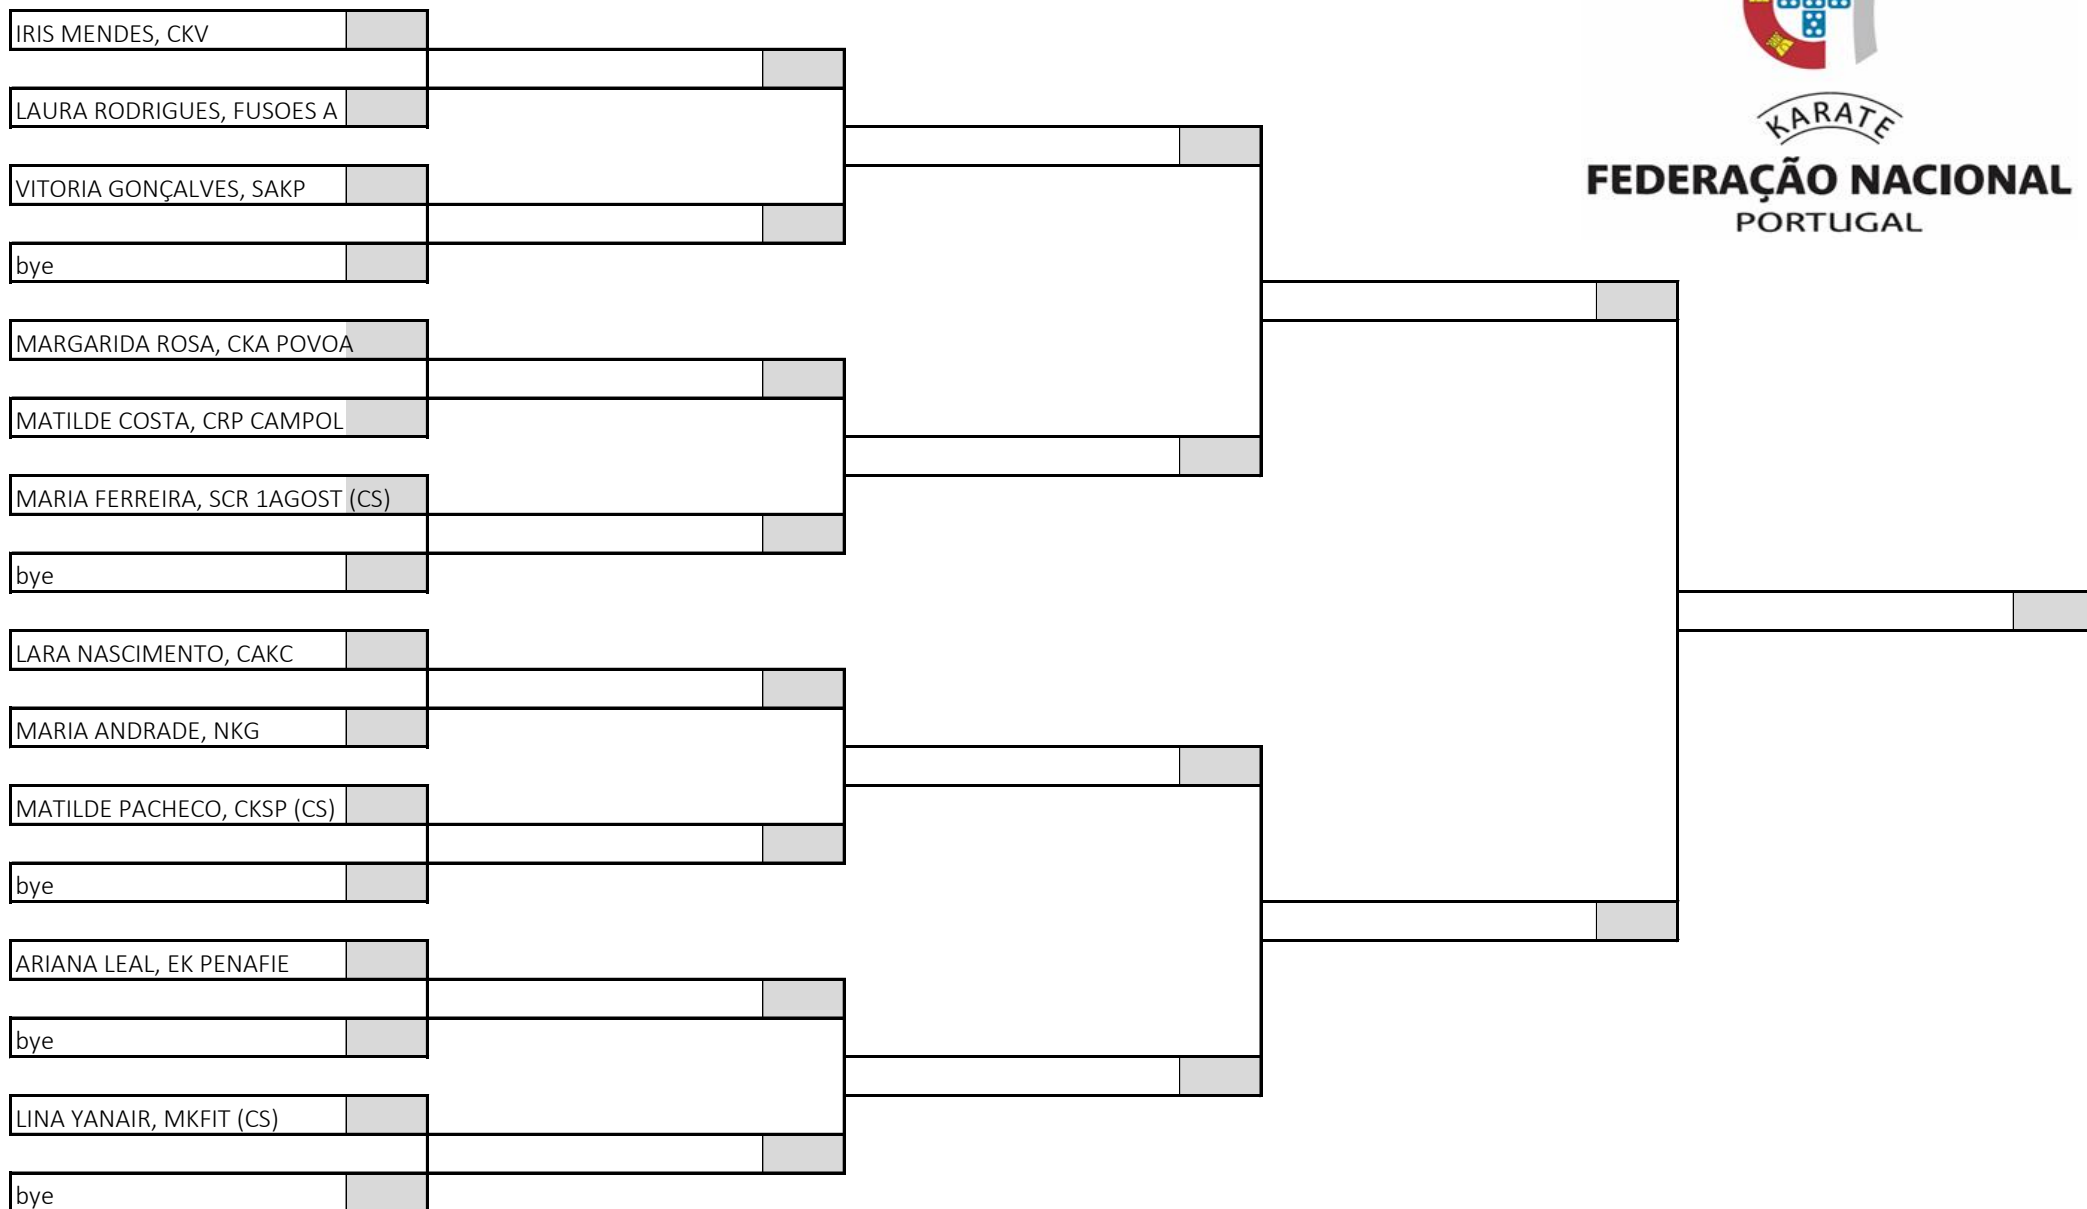 IRIS MENDES, CKV
LAURA RODRIGUES, FUSOES A
VITORIA GONÇALVES, SAKP
bye
MARGARIDA ROSA, CKA POVOA
MATILDE COSTA, CRP CAMPOL
MARIA FERREIRA, SCR 1AGOST (CS)
bye
LARA NASCIMENTO, CAKC
MARIA ANDRADE, NKG
MATILDE PACHECO, CKSP (CS)
bye
ARIANA LEAL, EK PENAFIE
bye
LINA YANAIR, MKFIT (CS)
bye
KARATE
FEDERAÇÃO NACIONAL
PORTUGAL